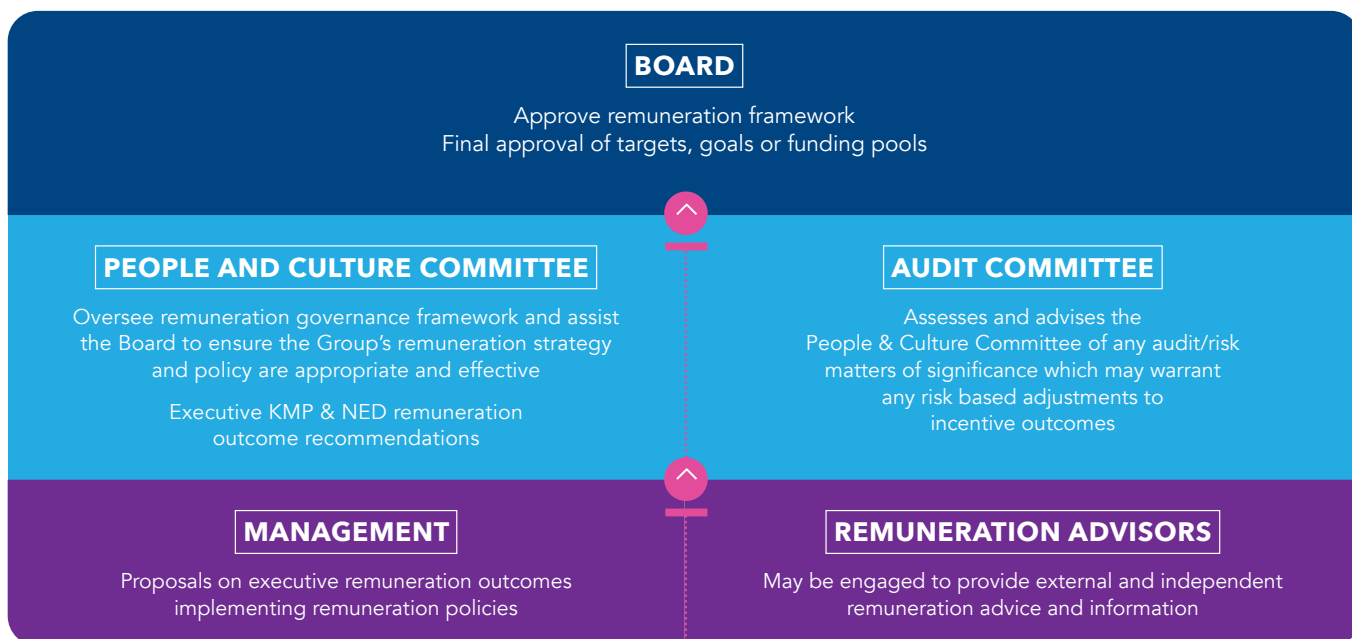 BOARD
Approve remuneration framework
Final approval of targets, goals or funding pools
PEOPLE AND CULTURE COMMITTEE
Oversee remuneration governance framework and assist
the Board to ensure the Group’s remuneration strategy
and policy are appropriate and effective
Executive KMP & NED remuneration
outcome recommendations
AUDIT COMMITTEE
Assesses and advises the
People & Culture Committee of any audit/risk
matters of significance which may warrant
any risk based adjustments to
incentive outcomes
MANAGEMENT
Proposals on executive remuneration outcomes
implementing remuneration policies
REMUNERATION ADVISORS
May be engaged to provide external and independent
remuneration advice and information